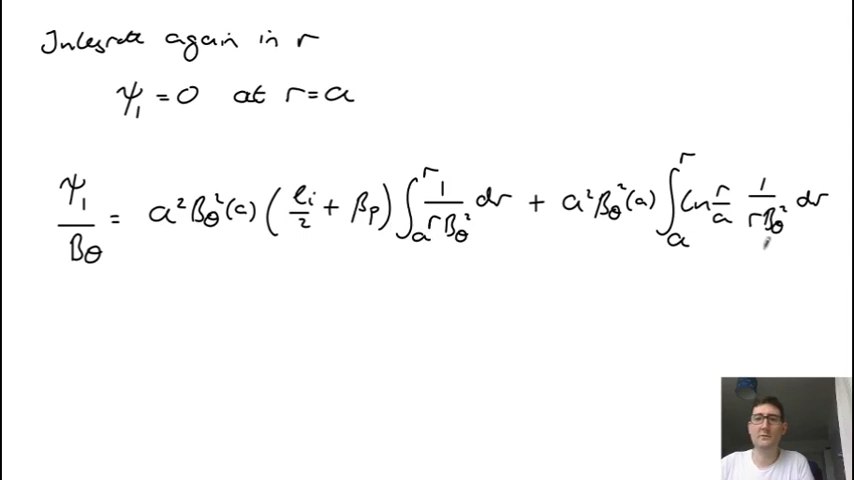 Integrate again in r
ψ₁ = 0 at r = a
ψ₁/Bθ = a²Bθ²(a) (ℓi/2 + βp) ∫ₐʳ 1/(rBθ²) dr + a²Bθ²(a) ∫ₐʳ ln r/a 1/(rBθ²) dr